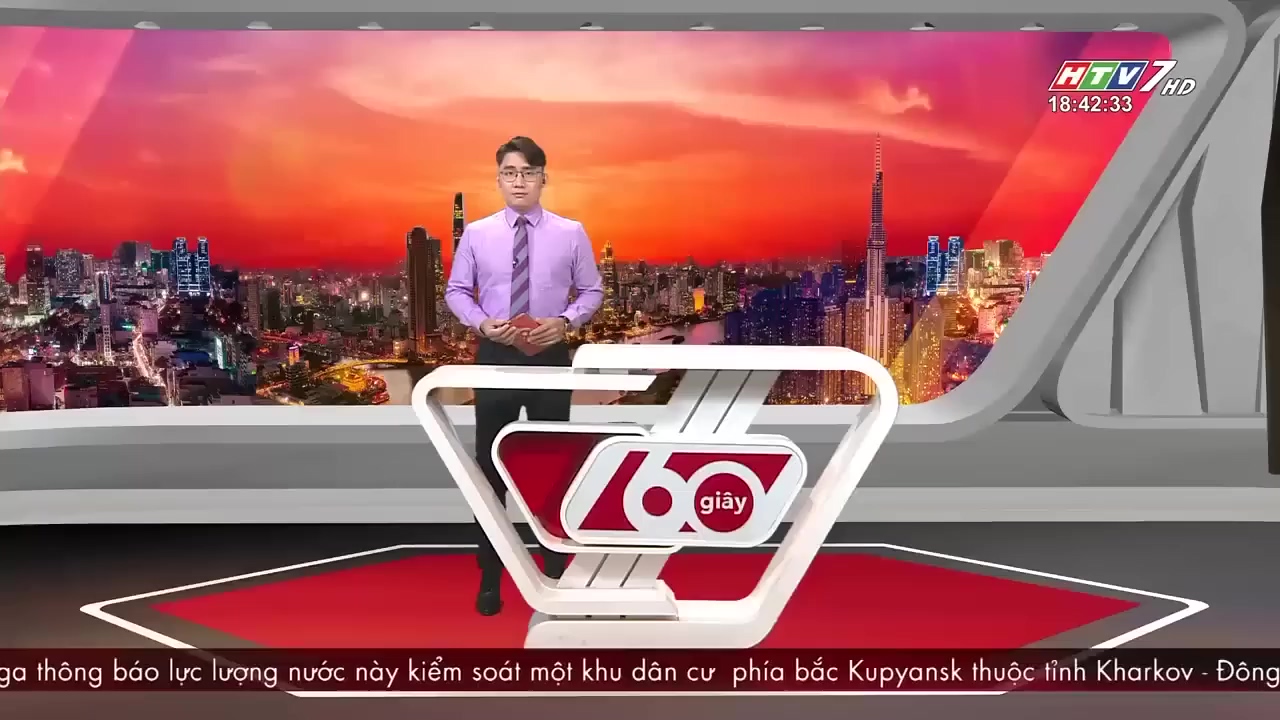 HTV7 HD
18:42:33
60 giây
ga thông báo lực lượng nước này kiểm soát một khu dân cư phía bắc Kupyansk thuộc tỉnh Kharkov - Đông